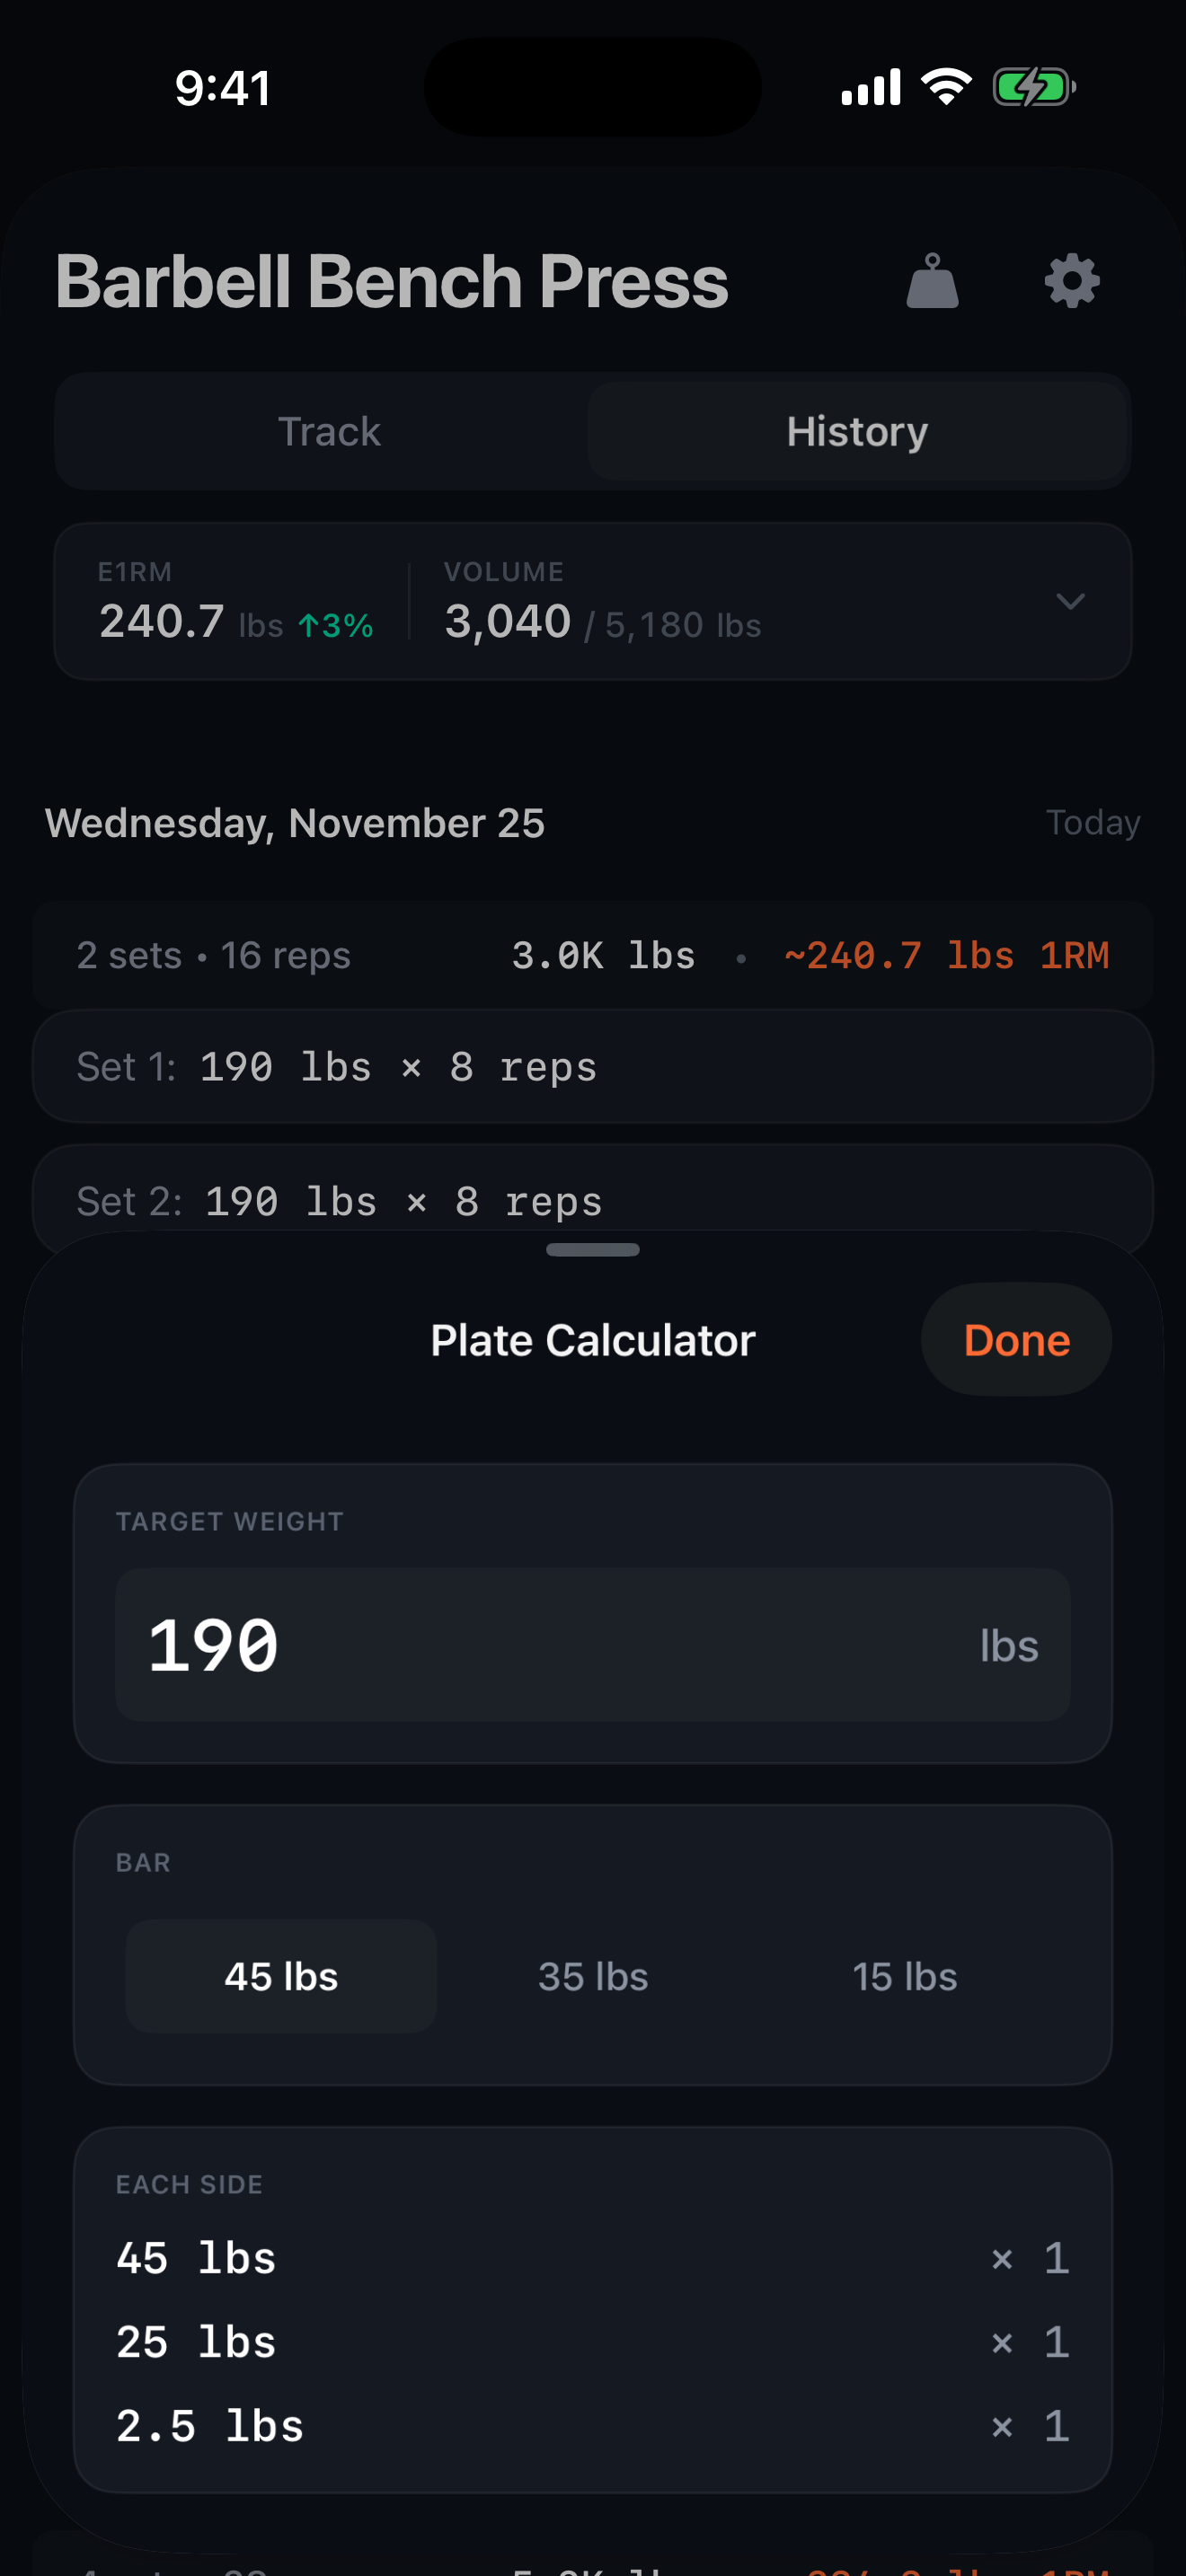 9:41
Barbell Bench Press
Track History
E1RM VOLUME
240.7 lbs ↑3% 3,040 / 5,180 lbs
Wednesday, November 25 Today
2 sets • 16 reps 3.0K lbs • ~240.7 lbs 1RM
Set 1: 190 lbs × 8 reps
Set 2: 190 lbs × 8 reps
Plate Calculator Done
TARGET WEIGHT
190 lbs
BAR
45 lbs 35 lbs 15 lbs
EACH SIDE
45 lbs × 1
25 lbs × 1
2.5 lbs × 1